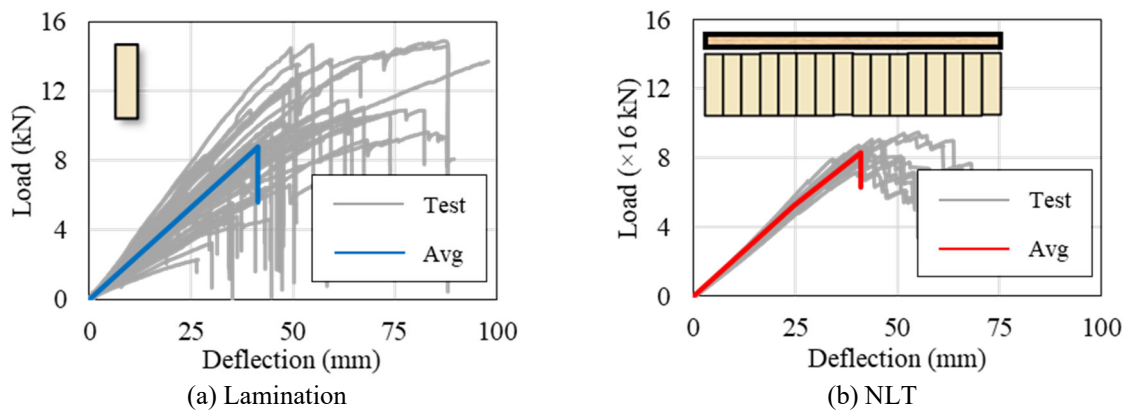 16
12
8
4
0
Load (kN)
Test
Avg
0 25 50 75 100
Deflection (mm)
(a) Lamination
16
12
8
4
0
Load (×16 kN)
Test
Avg
0 25 50 75 100
Deflection (mm)
(b) NLT